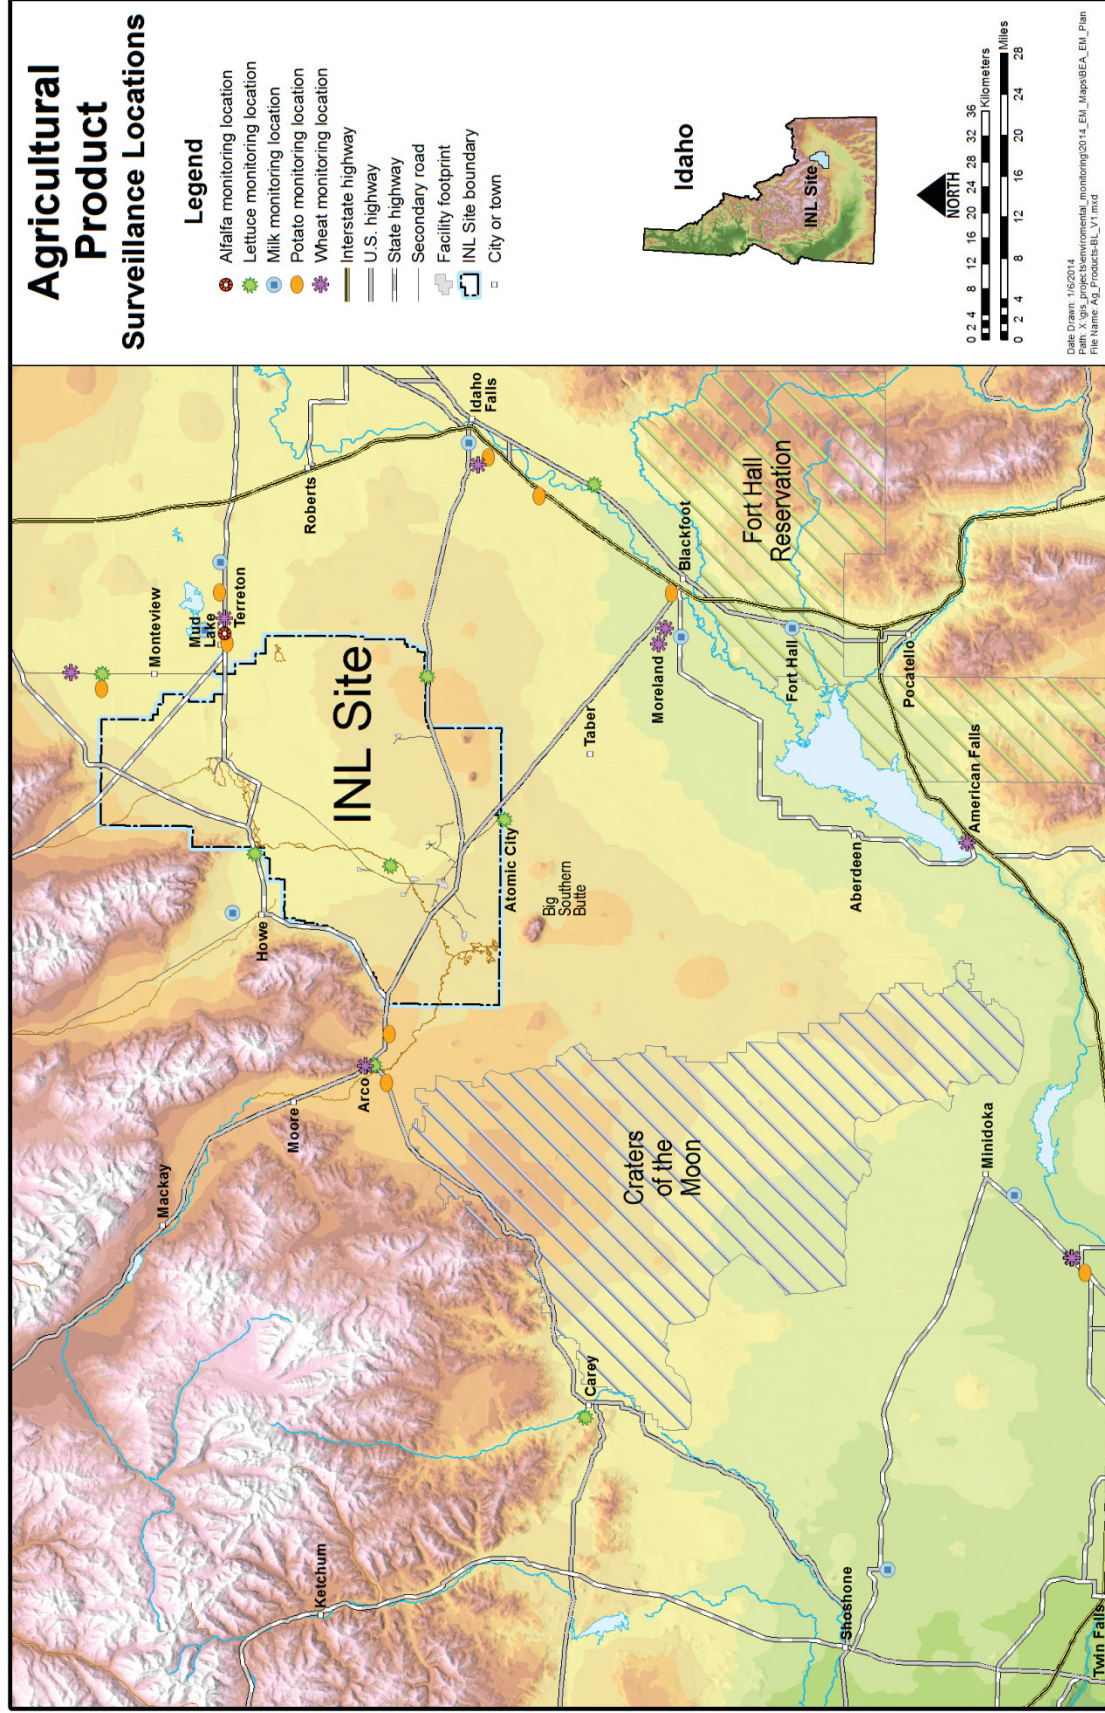 Agricultural
Product
Surveillance Locations
Legend
Alfalfa monitoring location
Lettuce monitoring location
Milk monitoring location
Potato monitoring location
Wheat monitoring location
Interstate highway
U.S. highway
State highway
Secondary road
Facility footprint
INL Site boundary
City or town
Idaho
INL Site
NORTH
0 2 4 8 12 16 20 24 28 32 36
Kilometers
Miles
0 2 4 8 12 16 20 24 28
Date Drawn: 1/6/2014
Path: X:\gis_projects\enviromental_monitoring\2014_EM_Maps\BEA_EM_Plan
File Name: Ag_Products-BL_V1.mxd
Mackay
Moore
Arco
Howe
Monteview
Mud
Lake
Terreton
Roberts
INL Site
Idaho
Falls
Atomic City
Big
Southern
Butte
Taber
Moreland
Blackfoot
Fort Hall
Reservation
Fort Hall
Pocatello
Aberdeen
American Falls
Craters
of the
Moon
Ketchum
Carey
Minidoka
Shoshone
Twin Falls